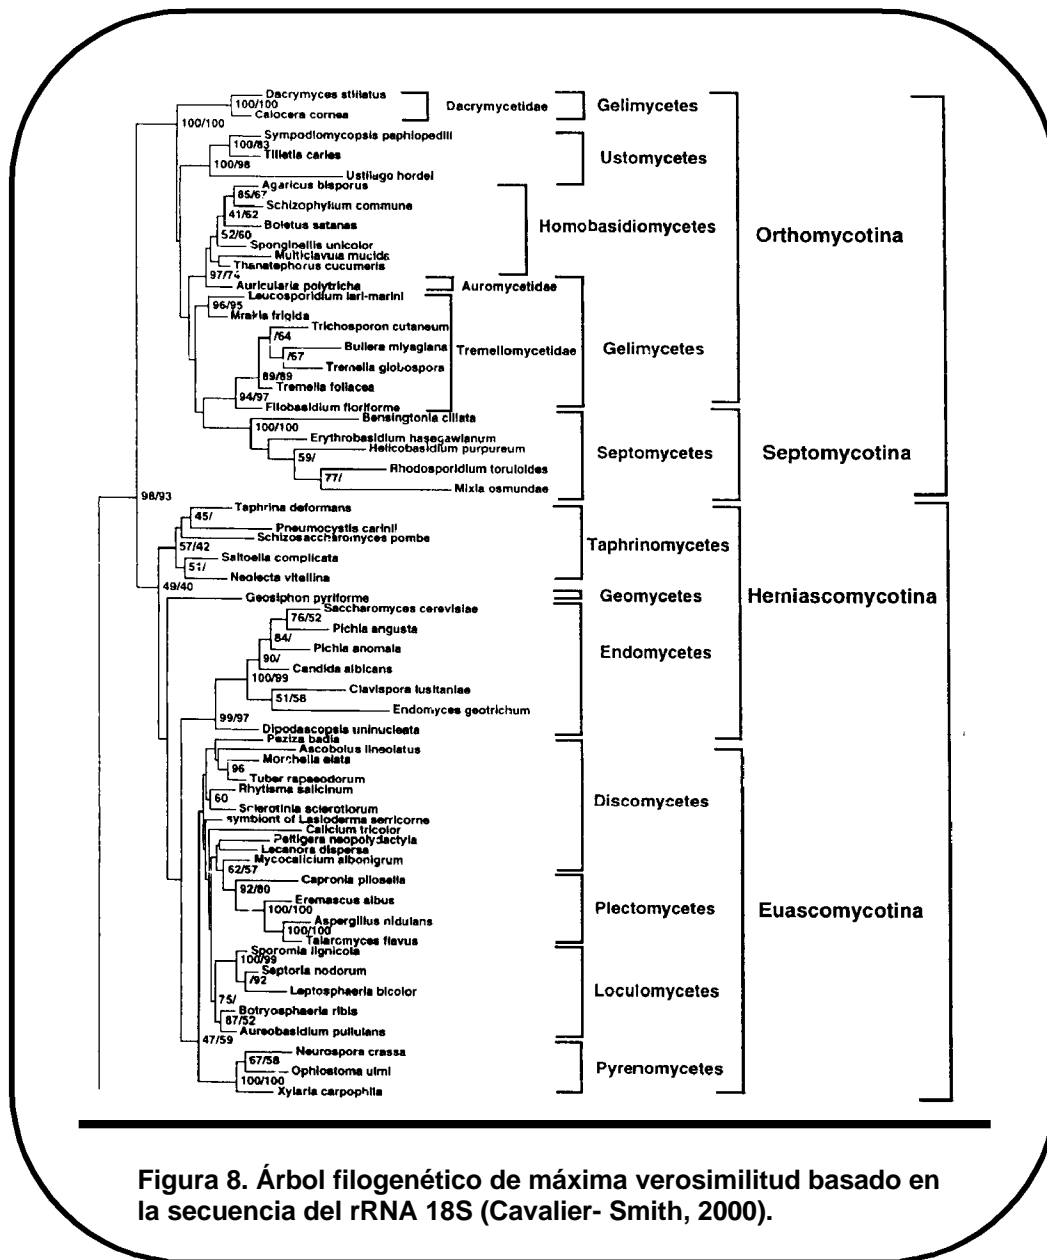 Dacrymyces stillatus
100/100
Calocera cornea
Dacrymycetidae
Gelimycetes
100/100
Sympodiomycopsis paphiopedili
100/83
Tilletia caries
Ustomycetes
100/98
Ustilago hordei
Agaricus bisporus
85/67
Schizophyllum commune
41/62
Boletus satanas
Homobasidiomycetes
52/60
Sponginellis unicolor
Multiclavula mucida
Thanatephorus cucumeris
97/74
Auricularia polytricha
Auromycetidae
Orthomycotina
Leucosporidium lari-marini
96/95
Mrakia frigida
Trichosporon cutaneum
/64
Bullera miyagiana
Tremellomycetidae
Gelimycetes
/67
Tremella globospora
89/89
Tremella foliacea
94/97
Filobasidium floriforme
Bensingtonia ciliata
100/100
Erythrobasidium hasegawianum
Helicobasidium purpureum
59/
Septomycetes
Septomycotina
Rhodosporidium toruloides
77/
Mixia osmundae
98/93
Taphrina deformans
45/
Pneumocystis carinii
Schizosaccharomyces pombe
57/42
Taphrinomycetes
Saitoella complicata
51/
Neolecta vitellina
49/40
Geosiphon pyriforme
Geomycetes
Hemiascomycotina
Saccharomyces cerevisiae
76/52
Pichia angusta
84/
Pichia anomala
Endomycetes
90/
Candida albicans
100/99
Clavispora lusitaniae
51/58
Endomyces geotrichum
99/97
Dipodascopsis uninucleata
Peziza badia
Ascobolus lineolatus
Morchella elata
96
Tuber rapaeodorum
Rhytisma salicinum
60
Discomycetes
Sclerotinia sclerotiorum
symbiont of Lasioderma serricorne
Calicium tricolor
Peltigera neopolydactyla
Lecanora dispersa
Mycocalicium albonigrum
62/57
Capronia pilosella
92/80
Eremascus albus
100/100
Plectomycetes
Euascomycotina
Aspergillus nidulans
100/100
Talaromyces flavus
Sporomia lignicola
100/99
Septoria nodorum
/92
Leptosphaeria bicolor
Loculomycetes
75/
Botryosphaeria ribis
87/52
Aureobasidium pullulans
47/59
Neurospora crassa
67/58
Ophiostoma ulmi
Pyrenomycetes
100/100
Xylaria carpophila
Figura 8. Árbol filogenético de máxima verosimilitud basado en
la secuencia del rRNA 18S (Cavalier- Smith, 2000).